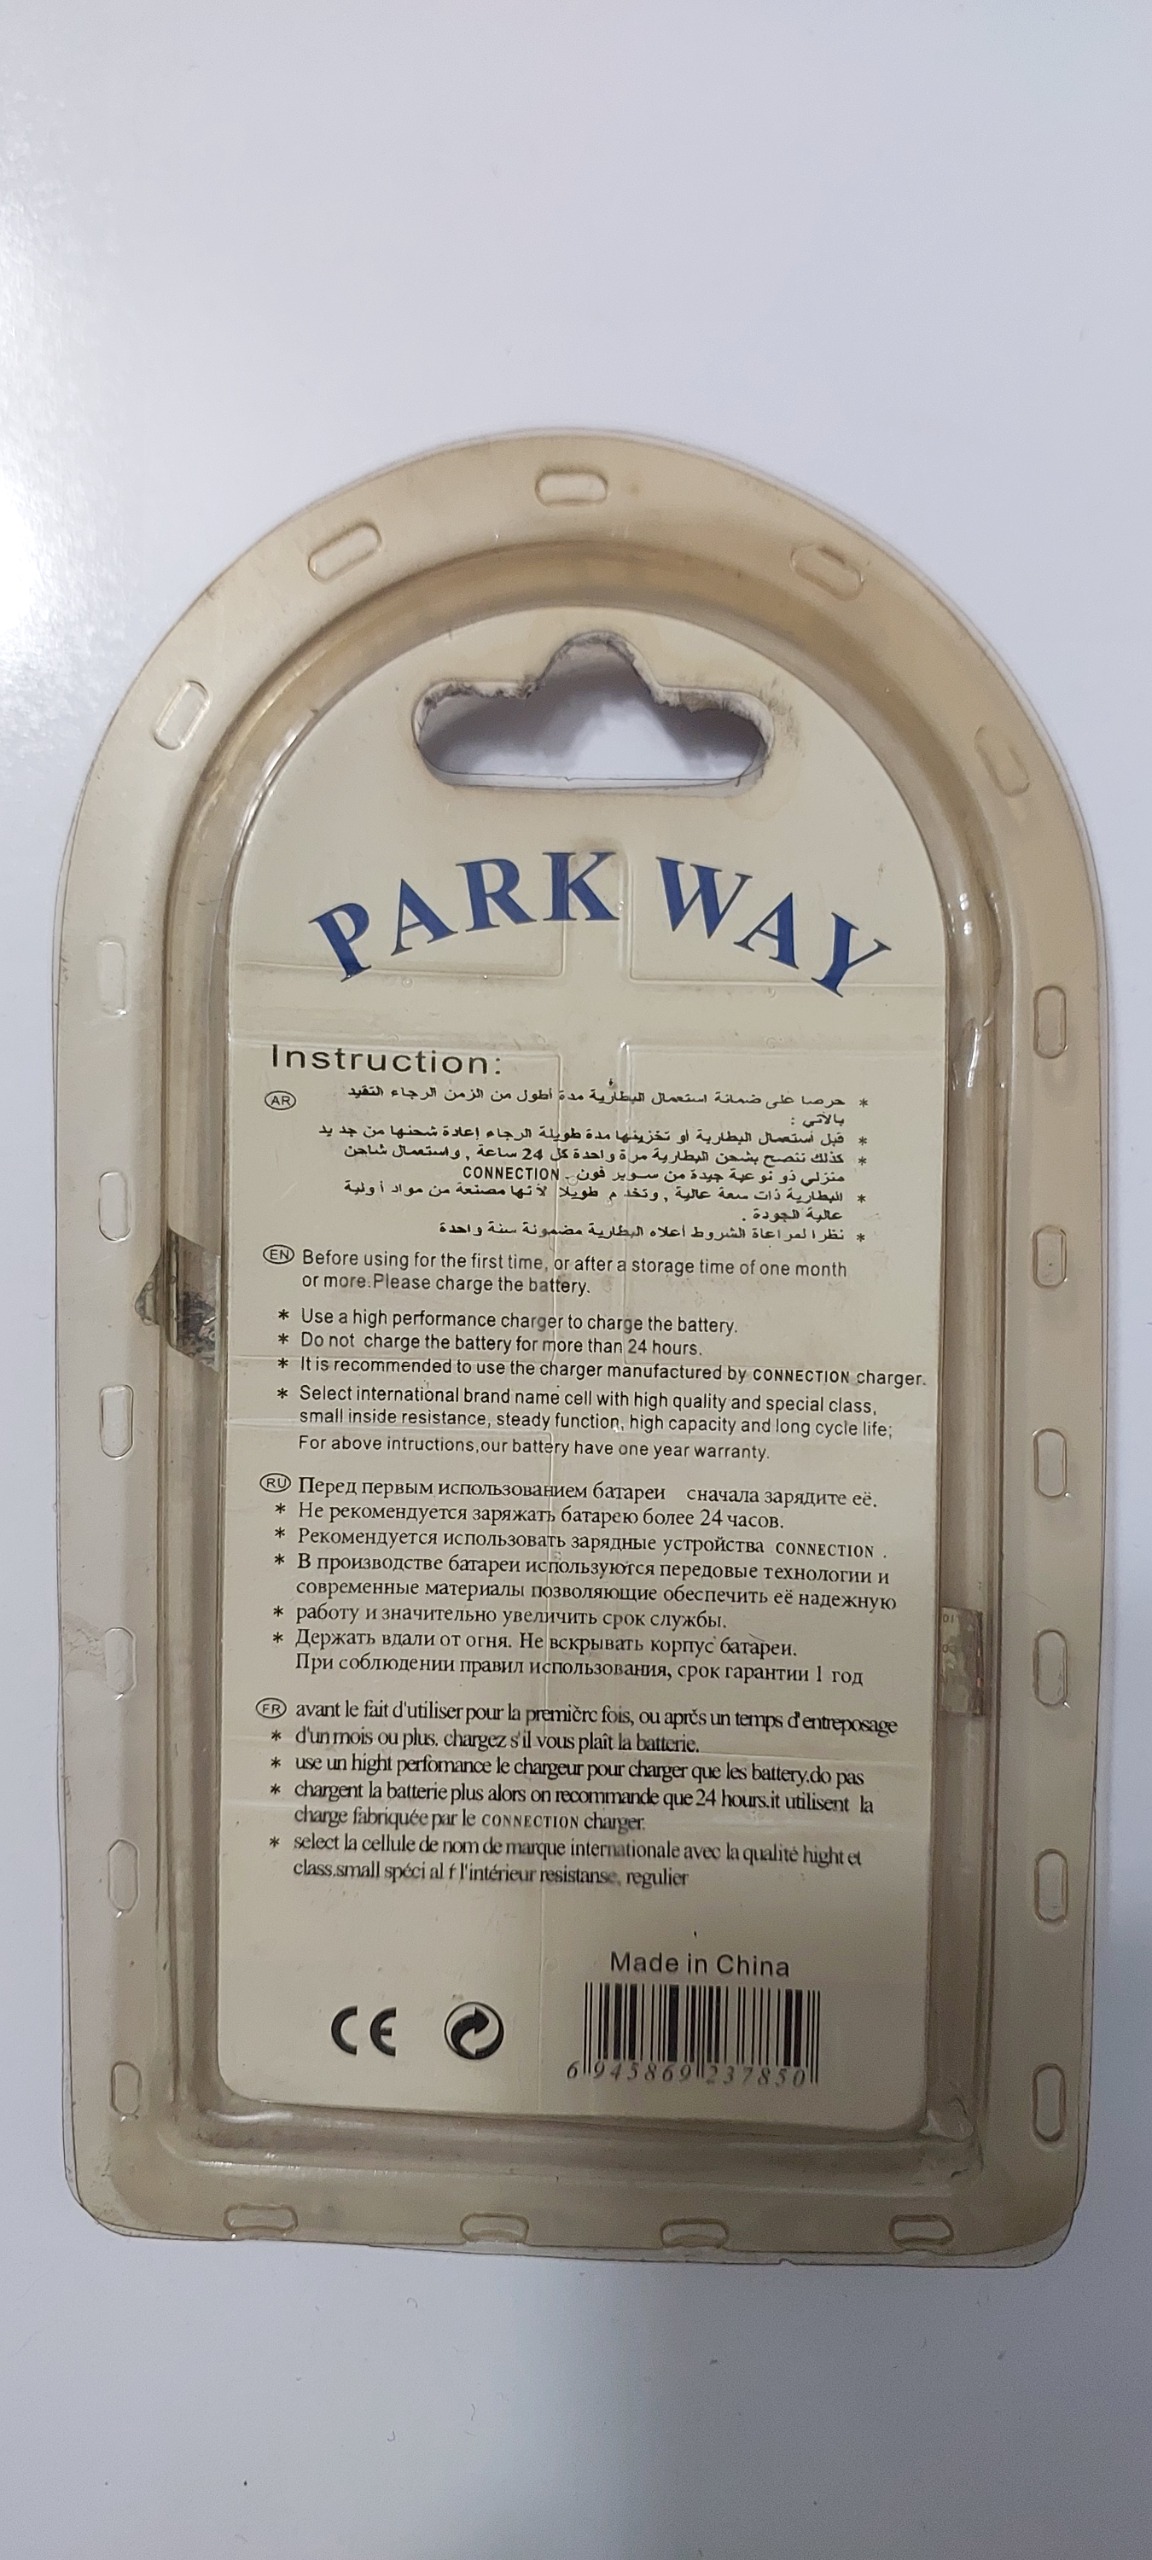 PARK WAY
Instruction:
AR
* حرصا على ضمانة استعمال البطارية مدة أطول من الزمن الرجاء التقيد
بالآتي :
* قبل أستعمال البطارية أو تخزينها مدة طويلة الرجاء إعادة شحنها من جد يد
* كذلك ننصح بشحن البطارية مرة واحدة كل 24 ساعة , واستعمال شاحن
منزلي ذو نوعية جيدة من سوبر فون - CONNECTION
* البطارية ذات سعة عالية , وتخد م طويلا لأنها مصنعة من مواد أولية
عالية الجودة .
* نظرا لمراعاة الشروط أعلاه البطارية مضمونة سنة واحدة
EN Before using for the first time, or after a storage time of one month
or more.Please charge the battery.
* Use a high performance charger to charge the battery.
* Do not charge the battery for more than 24 hours.
* It is recommended to use the charger manufactured by CONNECTION charger.
* Select international brand name cell with high quality and special class,
small inside resistance, steady function, high capacity and long cycle life;
For above intructions,our battery have one year warranty.
RU Перед первым использованием батареи сначала зарядите её.
* Не рекомендуется заряжать батарею более 24 часов.
* Рекомендуется использовать зарядные устройства CONNECTION .
* В производстве батареи используются передовые технологии и
современные материалы позволяющие обеспечить её надежную
* работу и значительно увеличить срок службы.
* Держать вдали от огня. Не вскрывать корпус батареи.
При соблюдении правил использования, срок гарантии 1 год
FR avant le fait d'utiliser pour la premičrc fois, ou aprčs un temps d'entreposage
* d'un mois ou plus. chargez s'il vous plaît la batterie.
* use un hight perfomance le chargeur pour charger que les battery.do pas
* chargent la batterie plus alors on recommande que 24 hours.it utilisent la
charge fabriquée par le CONNECTION charger.
* select la cellule de nom de marque internationale avec la qualité hight et
class.small spéci al f l'intérieur resistanse, regulier
Made in China
CE
6 945869 237850